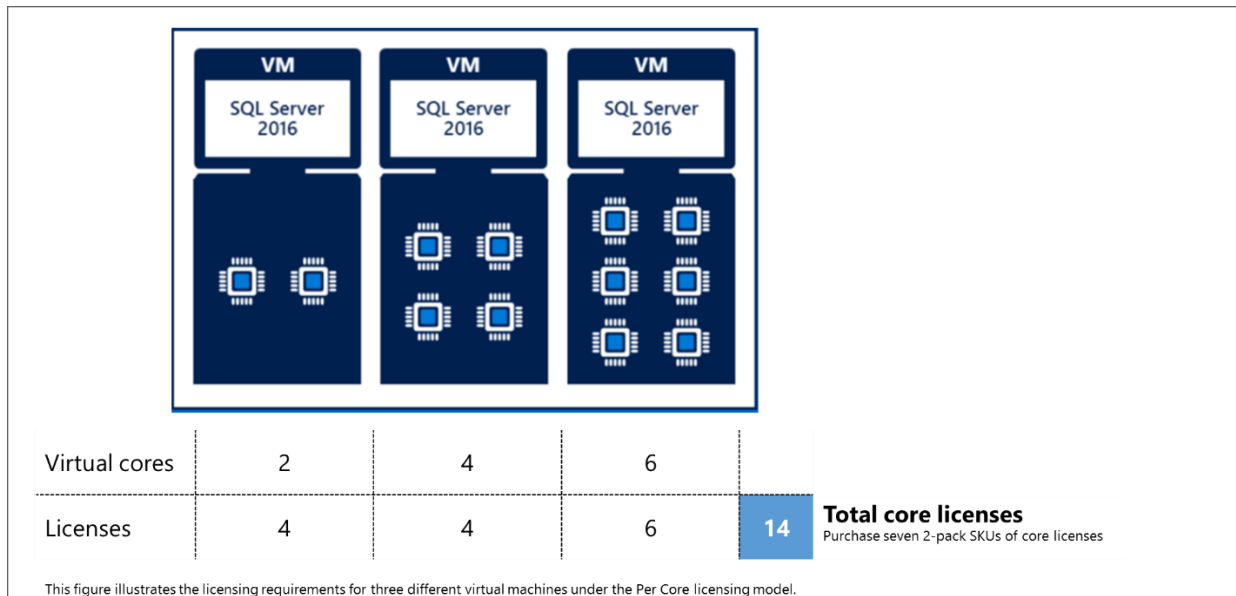 VM VM VM
SQL Server SQL Server SQL Server
2016 2016 2016
Virtual cores 2 4 6
Licenses 4 4 6 14 Total core licenses
Purchase seven 2-pack SKUs of core licenses
This figure illustrates the licensing requirements for three different virtual machines under the Per Core licensing model.